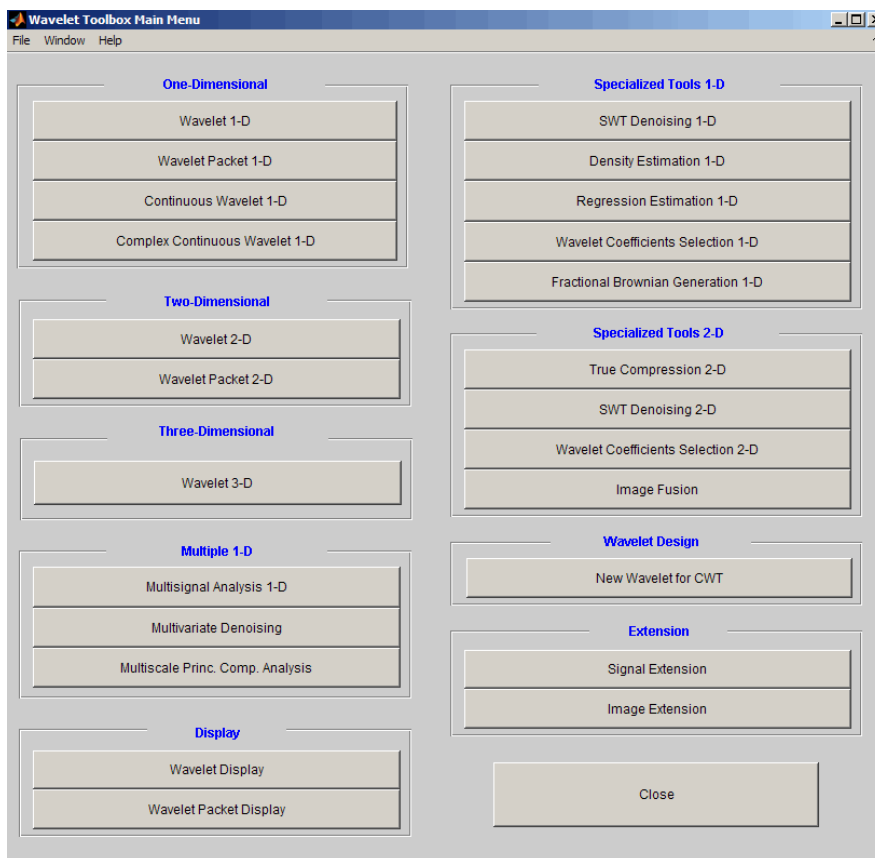 Wavelet Toolbox Main Menu
File Window Help
One-Dimensional
Wavelet 1-D
Wavelet Packet 1-D
Continuous Wavelet 1-D
Complex Continuous Wavelet 1-D
Two-Dimensional
Wavelet 2-D
Wavelet Packet 2-D
Three-Dimensional
Wavelet 3-D
Multiple 1-D
Multisignal Analysis 1-D
Multivariate Denoising
Multiscale Princ. Comp. Analysis
Display
Wavelet Display
Wavelet Packet Display
Specialized Tools 1-D
SWT Denoising 1-D
Density Estimation 1-D
Regression Estimation 1-D
Wavelet Coefficients Selection 1-D
Fractional Brownian Generation 1-D
Specialized Tools 2-D
True Compression 2-D
SWT Denoising 2-D
Wavelet Coefficients Selection 2-D
Image Fusion
Wavelet Design
New Wavelet for CWT
Extension
Signal Extension
Image Extension
Close